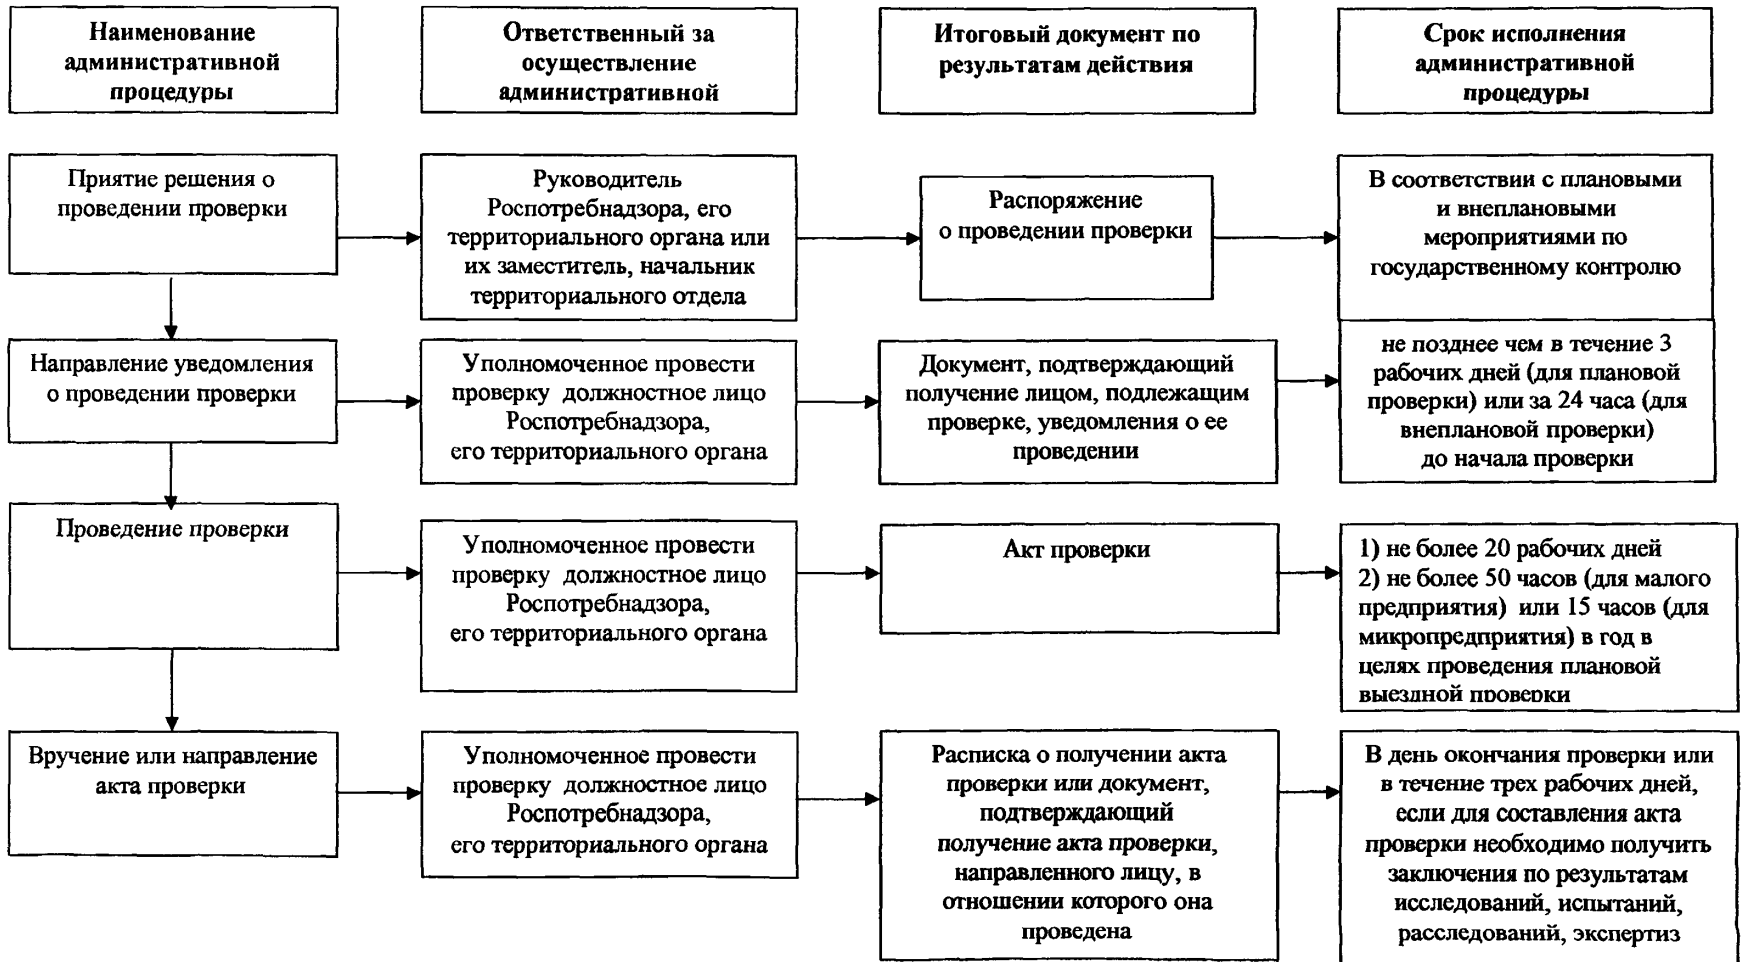 Наименование
административной
процедуры
Ответственный за
осуществление
административной
Итоговый документ по
результатам действия
Срок исполнения
административной
процедуры
Приятие решения о
проведении проверки
Руководитель
Роспотребнадзора, его
территориального органа или
их заместитель, начальник
территориального отдела
Распоряжение
о проведении проверки
В соответствии с плановыми
и внеплановыми
мероприятиями по
государственному контролю
Направление уведомления
о проведении проверки
Уполномоченное провести
проверку должностное лицо
Роспотребнадзора,
его территориального органа
Документ, подтверждающий
получение лицом, подлежащим
проверке, уведомления о ее
проведении
не позднее чем в течение 3
рабочих дней (для плановой
проверки) или за 24 часа (для
внеплановой проверки)
до начала проверки
Проведение проверки
Уполномоченное провести
проверку должностное лицо
Роспотребнадзора,
его территориального органа
Акт проверки
1) не более 20 рабочих дней
2) не более 50 часов (для малого
предприятия) или 15 часов (для
микропредприятия) в год в
целях проведения плановой
выездной проверки
Вручение или направление
акта проверки
Уполномоченное провести
проверку должностное лицо
Роспотребнадзора,
его территориального органа
Расписка о получении акта
проверки или документ,
подтверждающий
получение акта проверки,
направленного лицу, в
отношении которого она
проведена
В день окончания проверки или
в течение трех рабочих дней,
если для составления акта
проверки необходимо получить
заключения по результатам
исследований, испытаний,
расследований, экспертиз